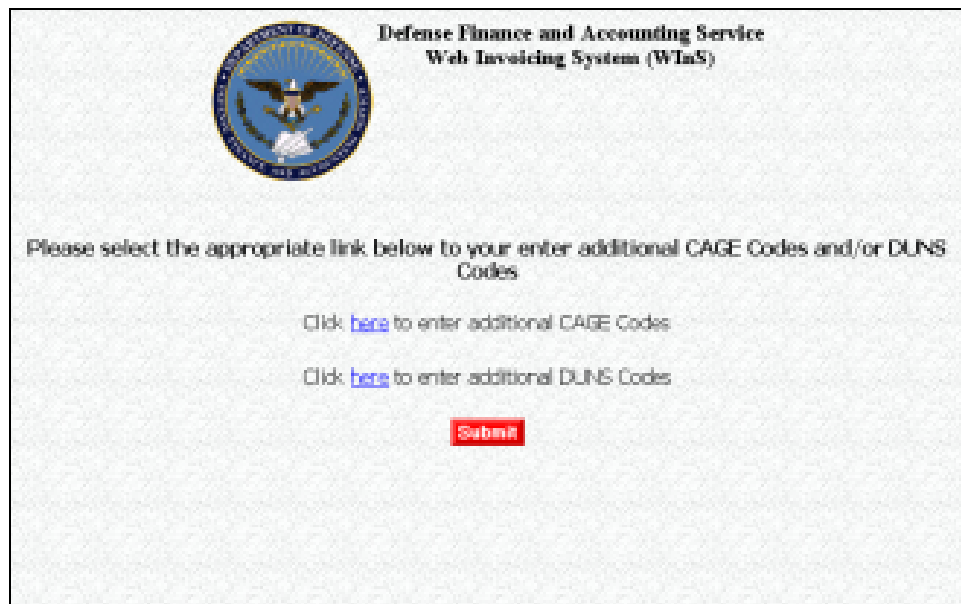 Defense Finance and Accounting Service
Web Invoicing System (WInS)
Please select the appropriate link below to your enter additional CAGE Codes and/or DUNS
Codes
Click here to enter additional CAGE Codes
Click here to enter additional DUNS Codes
Submit